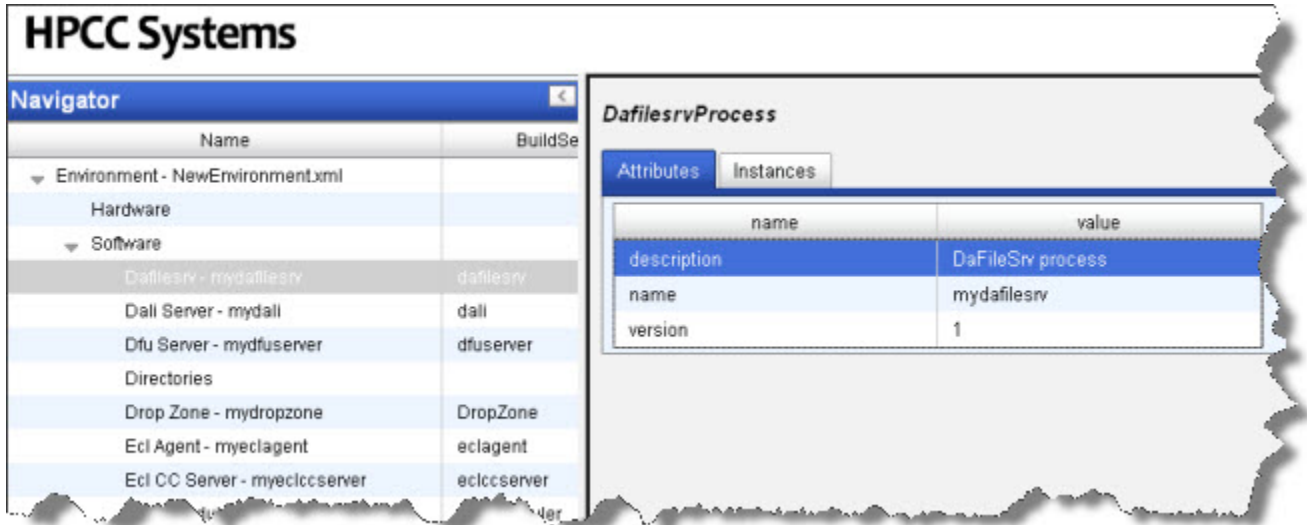 HPCC Systems
Navigator
<
Name
BuildSe
Environment - NewEnvironment.xml
Hardware
Software
Dafilesrv - mydafilesrv
dafilesrv
Dali Server - mydali
dali
Dfu Server - mydfuserver
dfuserver
Directories
Drop Zone - mydropzone
DropZone
Ecl Agent - myeclagent
eclagent
Ecl CC Server - myeclccserver
eclccserver
DafilesrvProcess
Attributes
Instances
name
value
description
DaFileSrv process
name
mydafilesrv
version
1